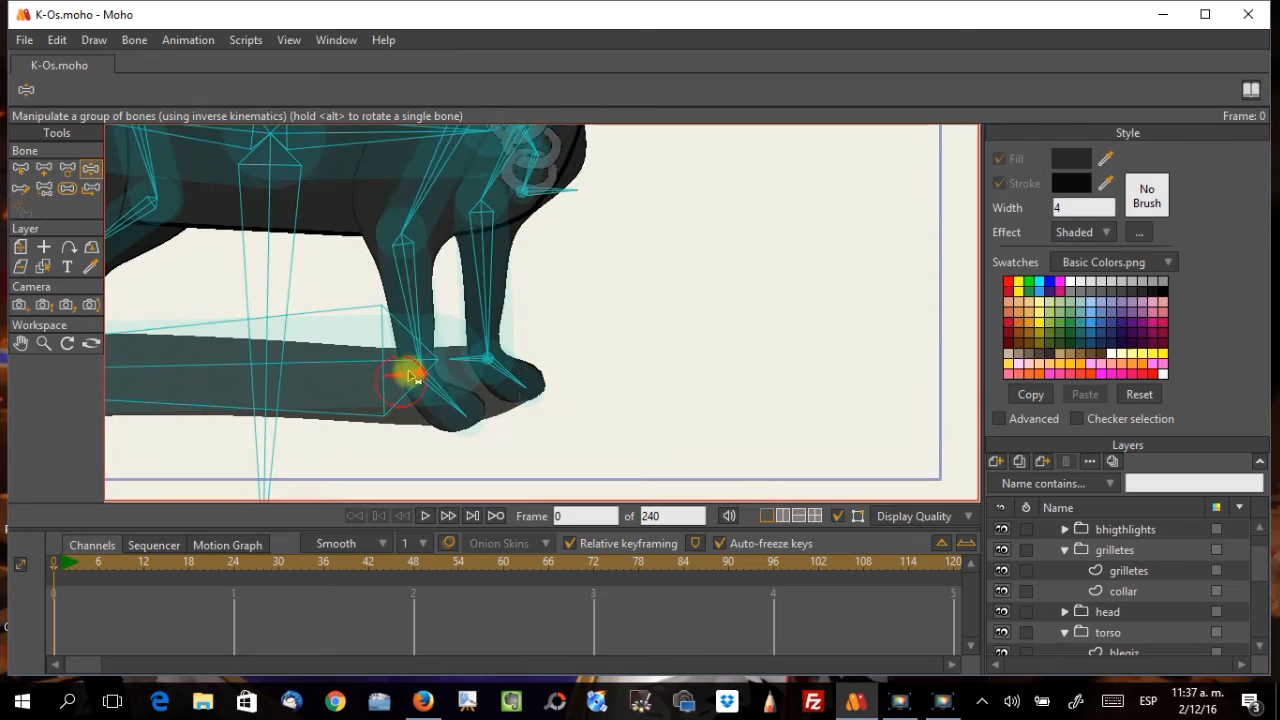 K-Os.moho - Moho
File Edit Draw Bone Animation Scripts View Window Help
K-Os.moho
Manipulate a group of bones (using inverse kinematics) (hold <alt> to rotate a single bone) Frame: 0
Tools
Bone
Layer
T
Camera
Workspace
Style
Fill
Stroke
No Brush
Width 4
Effect Shaded ...
Swatches Basic Colors.png
Copy Paste Reset
Advanced Checker selection
Layers
Name contains...
Name
bhigthlights
grilletes
grilletes
collar
head
torso
blegiz
Frame 0 of 240 Display Quality
Channels Sequencer Motion Graph Smooth 1 Onion Skins Relative keyframing Auto-freeze keys
0 6 12 18 24 30 36 42 48 54 60 66 72 78 84 90 96 102 108 114 120
0 1 2 3 4 5
ESP
11:37 a. m.
2/12/16
3